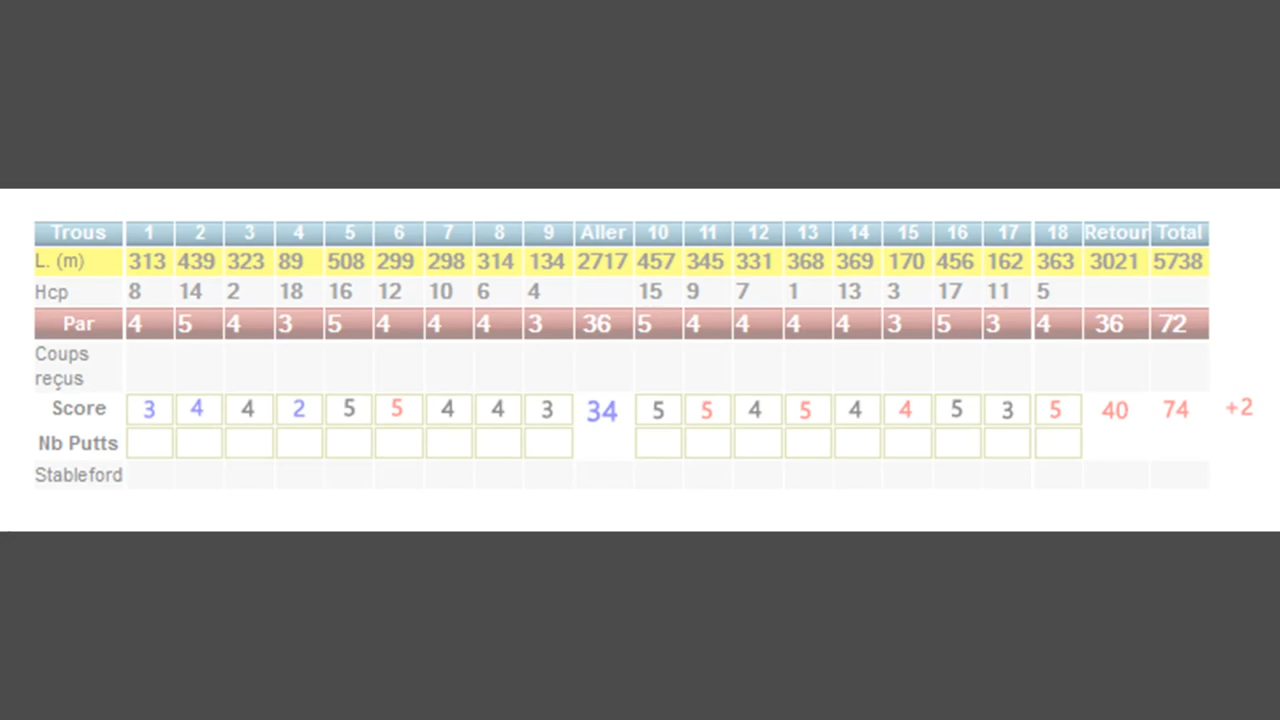 Trous 1 2 3 4 5 6 7 8 9 Aller 10 11 12 13 14 15 16 17 18 Retour Total
L. (m) 313 439 323 89 508 299 298 314 134 2717 457 345 331 368 369 170 456 162 363 3021 5738
Hcp 8 14 2 18 16 12 10 6 4 15 9 7 1 13 3 17 11 5
Par 4 5 4 3 5 4 4 4 3 36 5 4 4 4 4 3 5 3 4 36 72
Coups
reçus
Score 3 4 4 2 5 5 4 4 3 34 5 5 4 5 4 4 5 3 5 40 74 +2
Nb Putts
Stableford